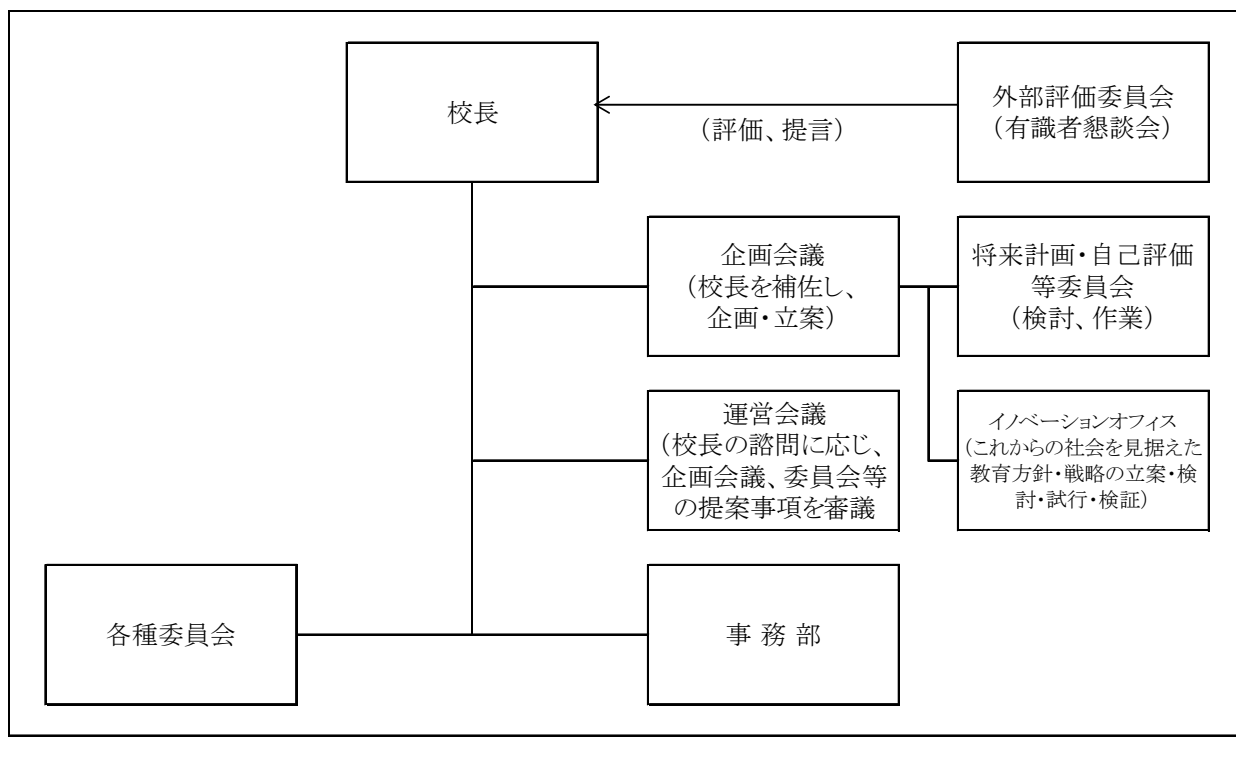 校長
外部評価委員会
（有識者懇談会）
（評価、提言）
企画会議
（校長を補佐し、
企画・立案）
将来計画・自己評価
等委員会
（検討、作業）
運営会議
（校長の諮問に応じ、
企画会議、委員会等
の提案事項を審議
イノベーションオフィス
（これからの社会を見据えた
教育方針・戦略の立案・検
討・試行・検証）
各種委員会
事 務 部